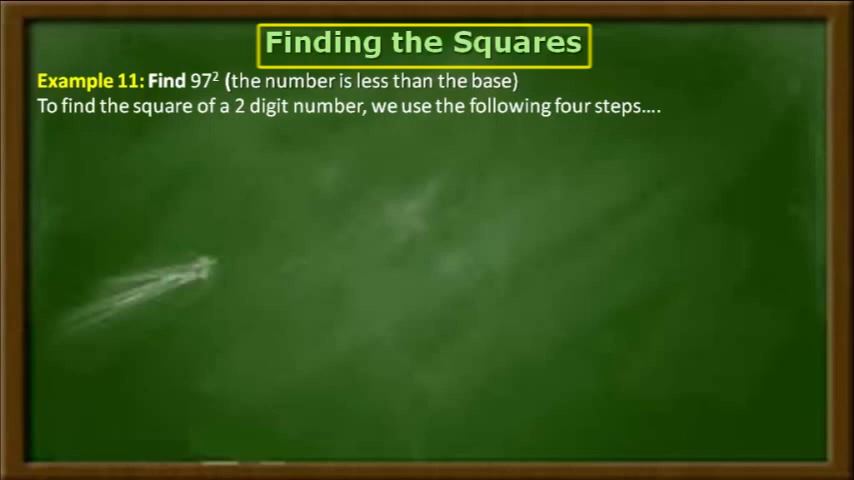 Finding the Squares
Example 11: Find 97² (the number is less than the base)
To find the square of a 2 digit number, we use the following four steps....